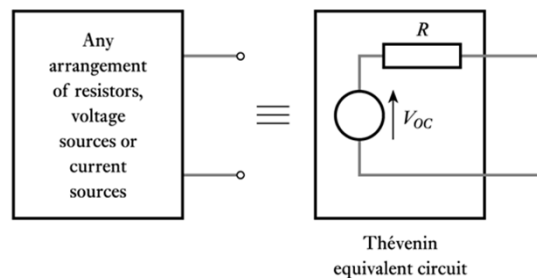 Any
arrangement
of resistors,
voltage
sources or
current
sources
R
V_OC
Thévenin
equivalent circuit